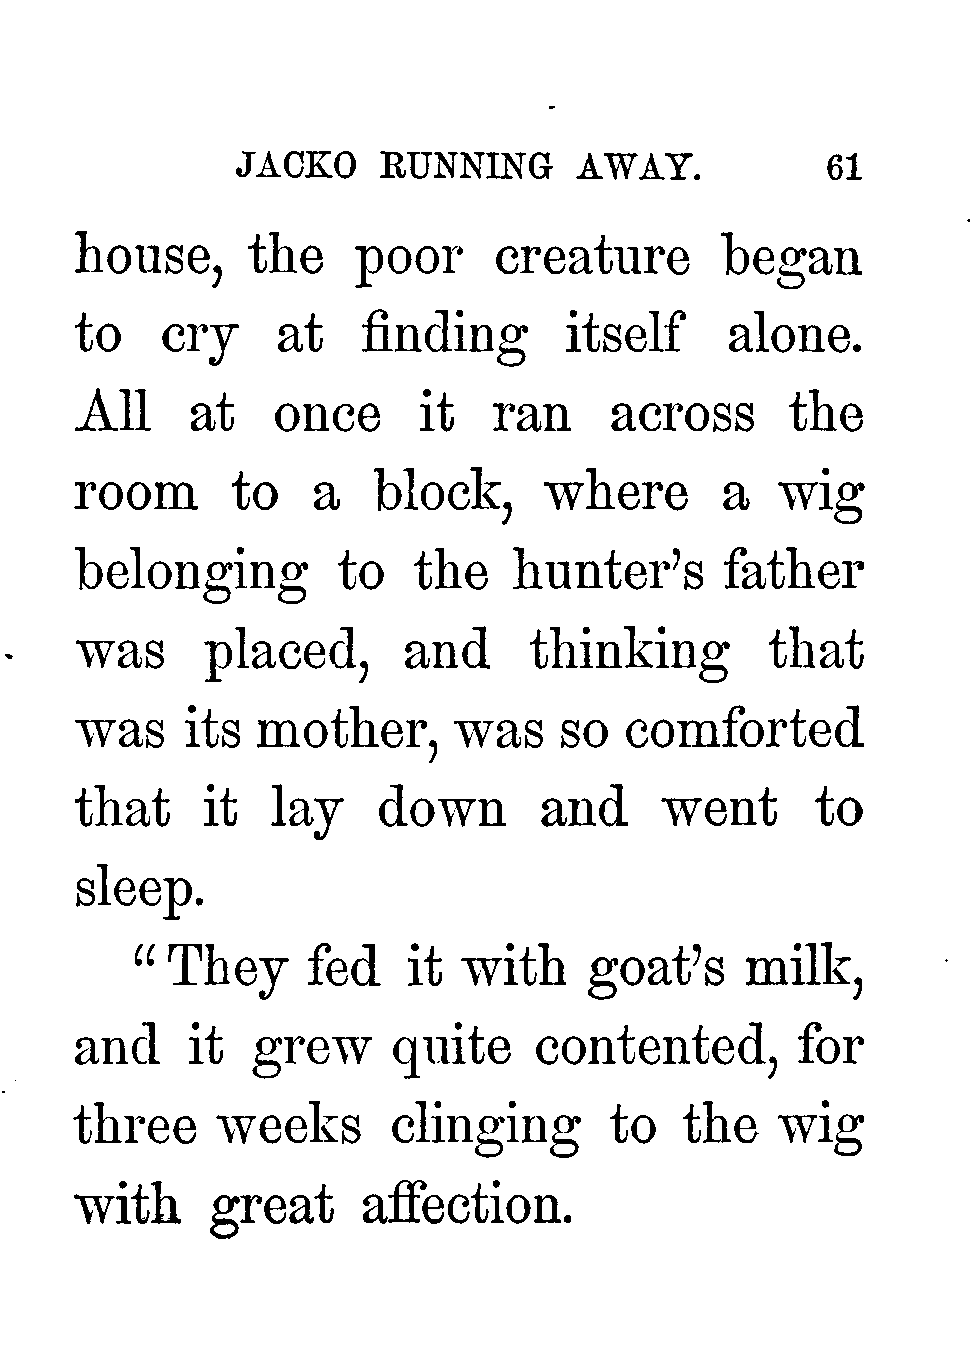 JACKO RUNNING AWAY. 61
house, the poor creature began
to cry at finding itself alone.
All at once it ran across the
room to a block, where a wig
belonging to the hunter's father
was placed, and thinking that
was its mother, was so comforted
that it lay down and went to
sleep.
“They fed it with goat's milk,
and it grew quite contented, for
three weeks clinging to the wig
with great affection.